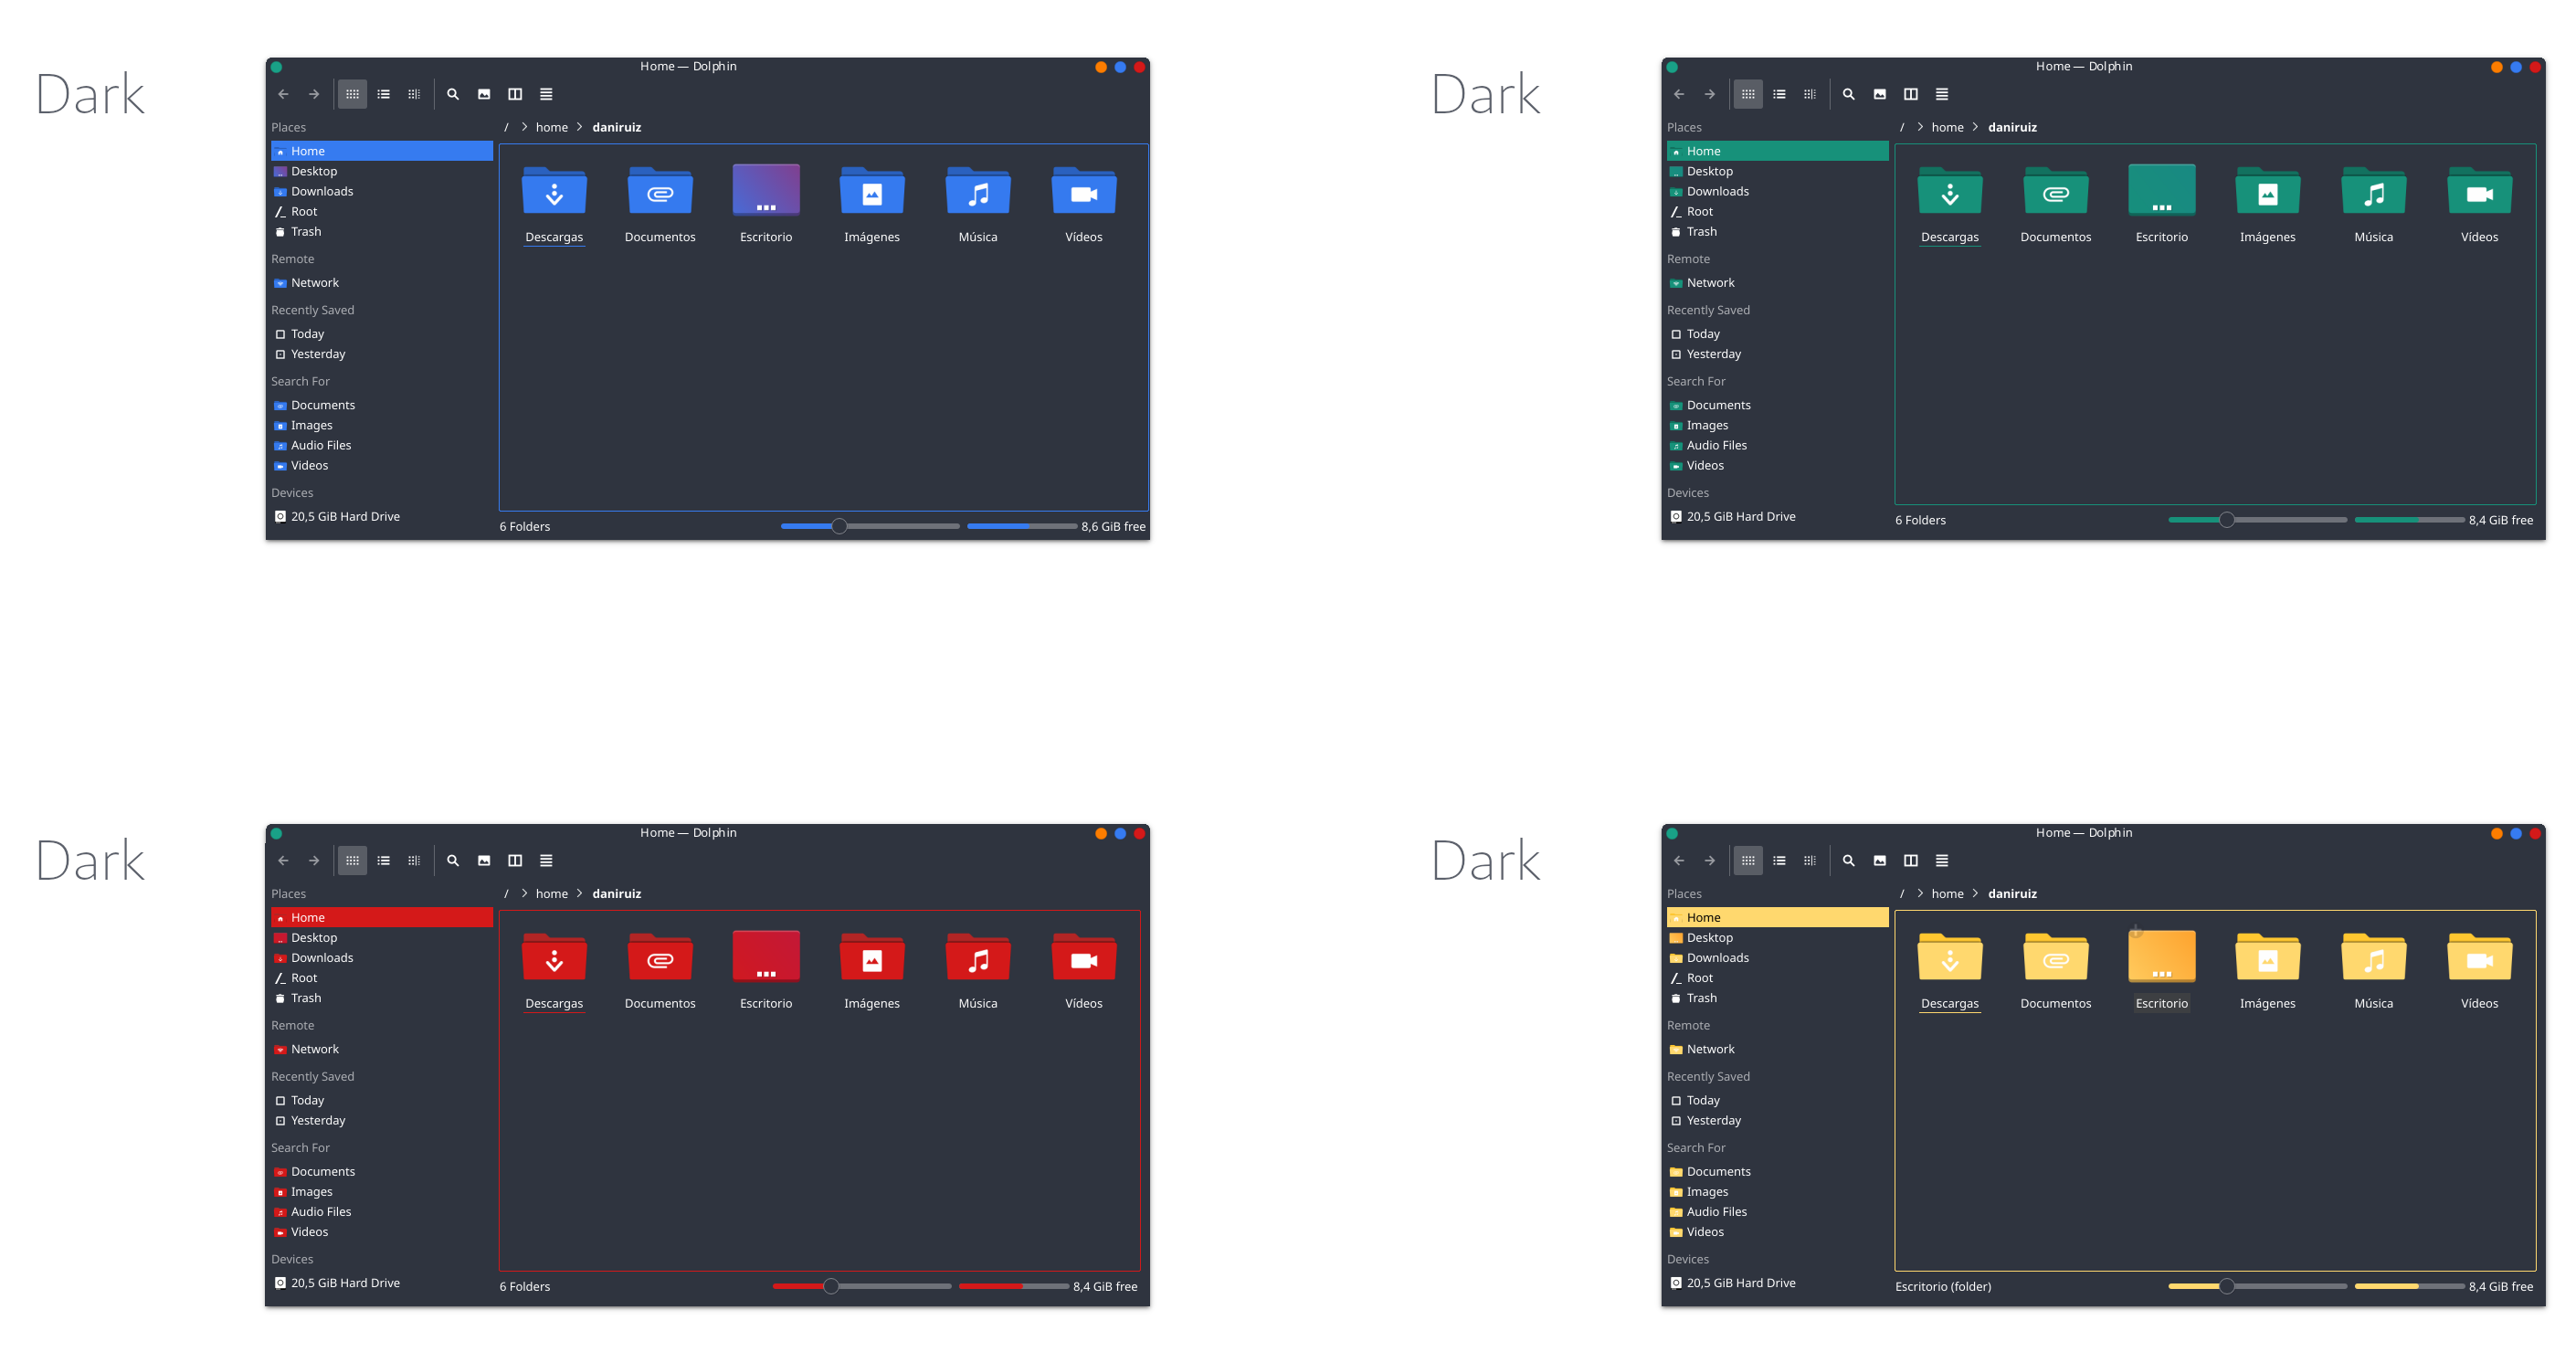 Dark
Home — Dolphin
/ > home > daniruiz
Places
Home
Desktop
Downloads
Root
Trash
Remote
Network
Recently Saved
Today
Yesterday
Search For
Documents
Images
Audio Files
Videos
Devices
20,5 GiB Hard Drive
Descargas Documentos Escritorio Imágenes Música Vídeos
6 Folders 8,6 GiB free
Dark
Home — Dolphin
/ > home > daniruiz
Places
Home
Desktop
Downloads
Root
Trash
Remote
Network
Recently Saved
Today
Yesterday
Search For
Documents
Images
Audio Files
Videos
Devices
20,5 GiB Hard Drive
Descargas Documentos Escritorio Imágenes Música Vídeos
6 Folders 8,4 GiB free
Dark
Home — Dolphin
/ > home > daniruiz
Places
Home
Desktop
Downloads
Root
Trash
Remote
Network
Recently Saved
Today
Yesterday
Search For
Documents
Images
Audio Files
Videos
Devices
20,5 GiB Hard Drive
Descargas Documentos Escritorio Imágenes Música Vídeos
6 Folders 8,4 GiB free
Dark
Home — Dolphin
/ > home > daniruiz
Places
Home
Desktop
Downloads
Root
Trash
Remote
Network
Recently Saved
Today
Yesterday
Search For
Documents
Images
Audio Files
Videos
Devices
20,5 GiB Hard Drive
Descargas Documentos Escritorio Imágenes Música Vídeos
Escritorio (folder) 8,4 GiB free